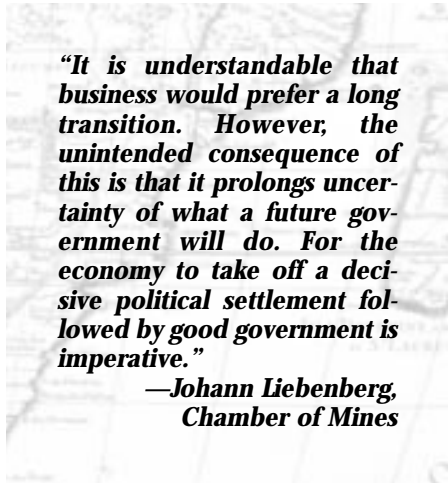 “It is understandable that
business would prefer a long
transition. However, the
unintended consequence of
this is that it prolongs uncer-
tainty of what a future gov-
ernment will do. For the
economy to take off a deci-
sive political settlement fol-
lowed by good government is
imperative.”
—Johann Liebenberg,
Chamber of Mines